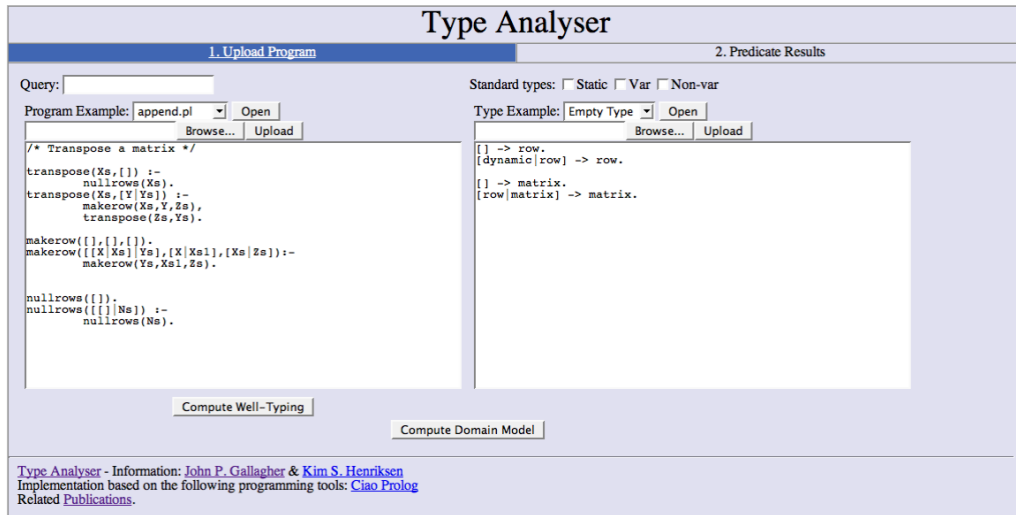 Type Analyser
1. Upload Program
2. Predicate Results
Query:
Standard types: Static Var Non-var
Program Example: append.pl Open
Type Example: Empty Type Open
Browse... Upload
Browse... Upload
/* Transpose a matrix */
transpose(Xs,[]) :-
nullrows(Xs).
transpose(Xs,[Y|Ys]) :-
makerow(Xs,Y,Zs),
transpose(Zs,Ys).
makerow([],[],[]).
makerow([[X|Xs]|Ys],[X|Xs1],[Xs|Zs]):-
makerow(Ys,Xs1,Zs).
nullrows([]).
nullrows([[]|Ns]) :-
nullrows(Ns).
[] -> row.
[dynamic|row] -> row.
[] -> matrix.
[row|matrix] -> matrix.
Compute Well-Typing
Compute Domain Model
Type Analyser - Information: John P. Gallagher & Kim S. Henriksen
Implementation based on the following programming tools: Ciao Prolog
Related Publications.